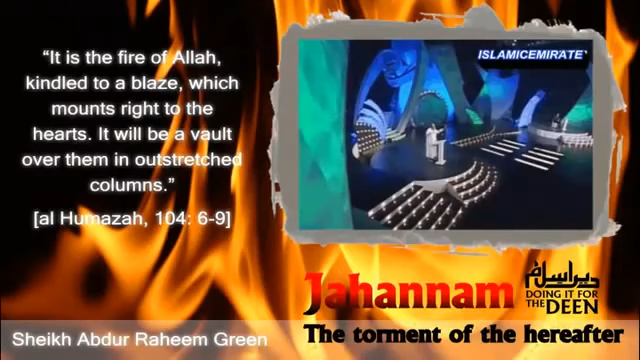 “It is the fire of Allah,
kindled to a blaze, which
mounts right to the
hearts. It will be a vault
over them in outstretched
columns.”
[al Humazah, 104: 6-9]
ISLAMICEMIRATE
Jahannam
DOING IT FOR
THE DEEN
The torment of the hereafter
Sheikh Abdur Raheem Green